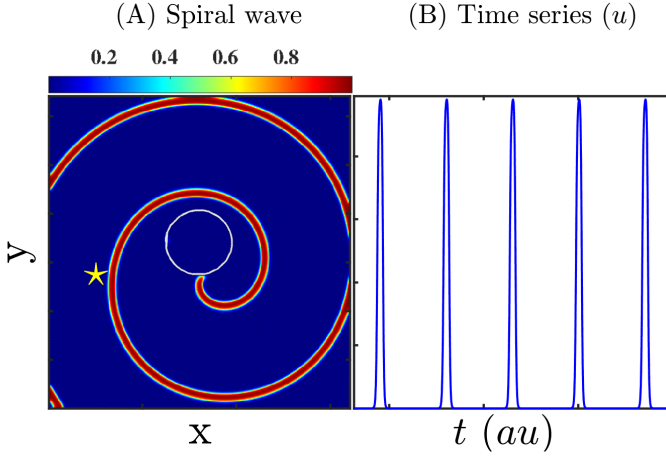 (A) Spiral wave
(B) Time series (u)
0.2 0.4 0.6 0.8
y
x
t (au)